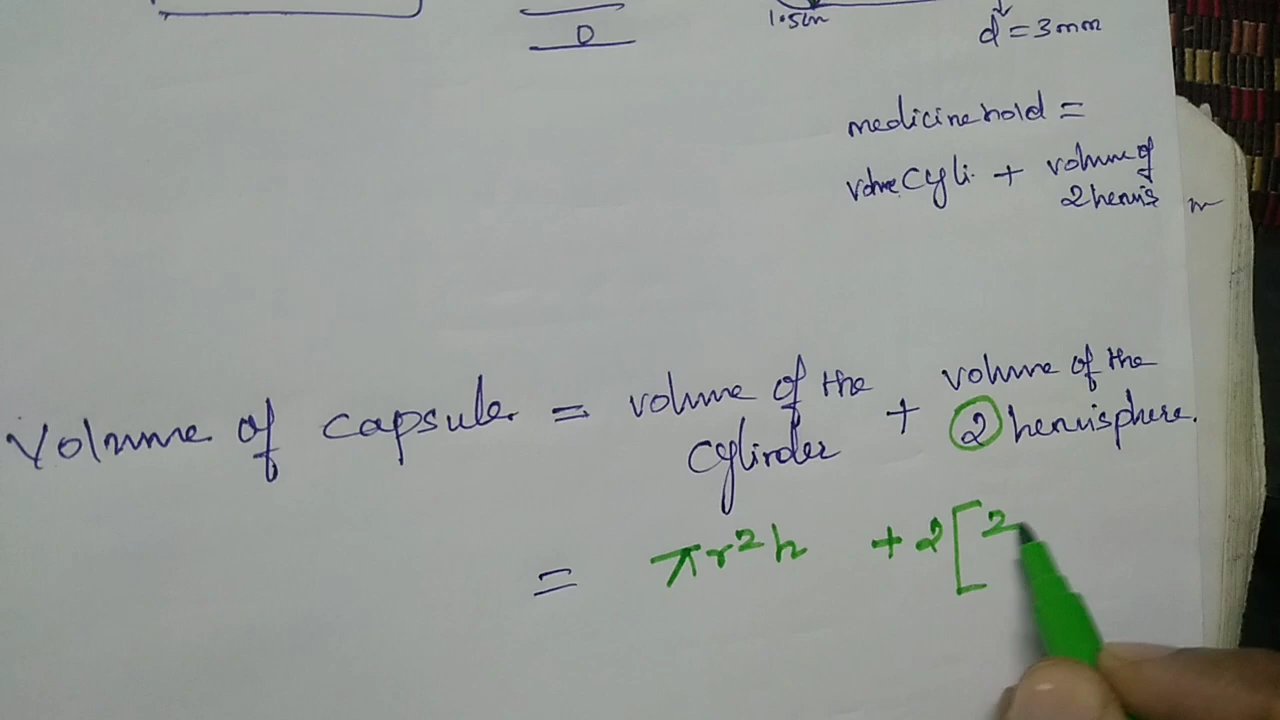 D
1.5cm
d = 3mm
medicine hold =
volme cyli. + volume of
2 hemis
Volume of capsule = volume of the + volume of the
cylinder 2 hemisphere.
= πr²h + 2[2